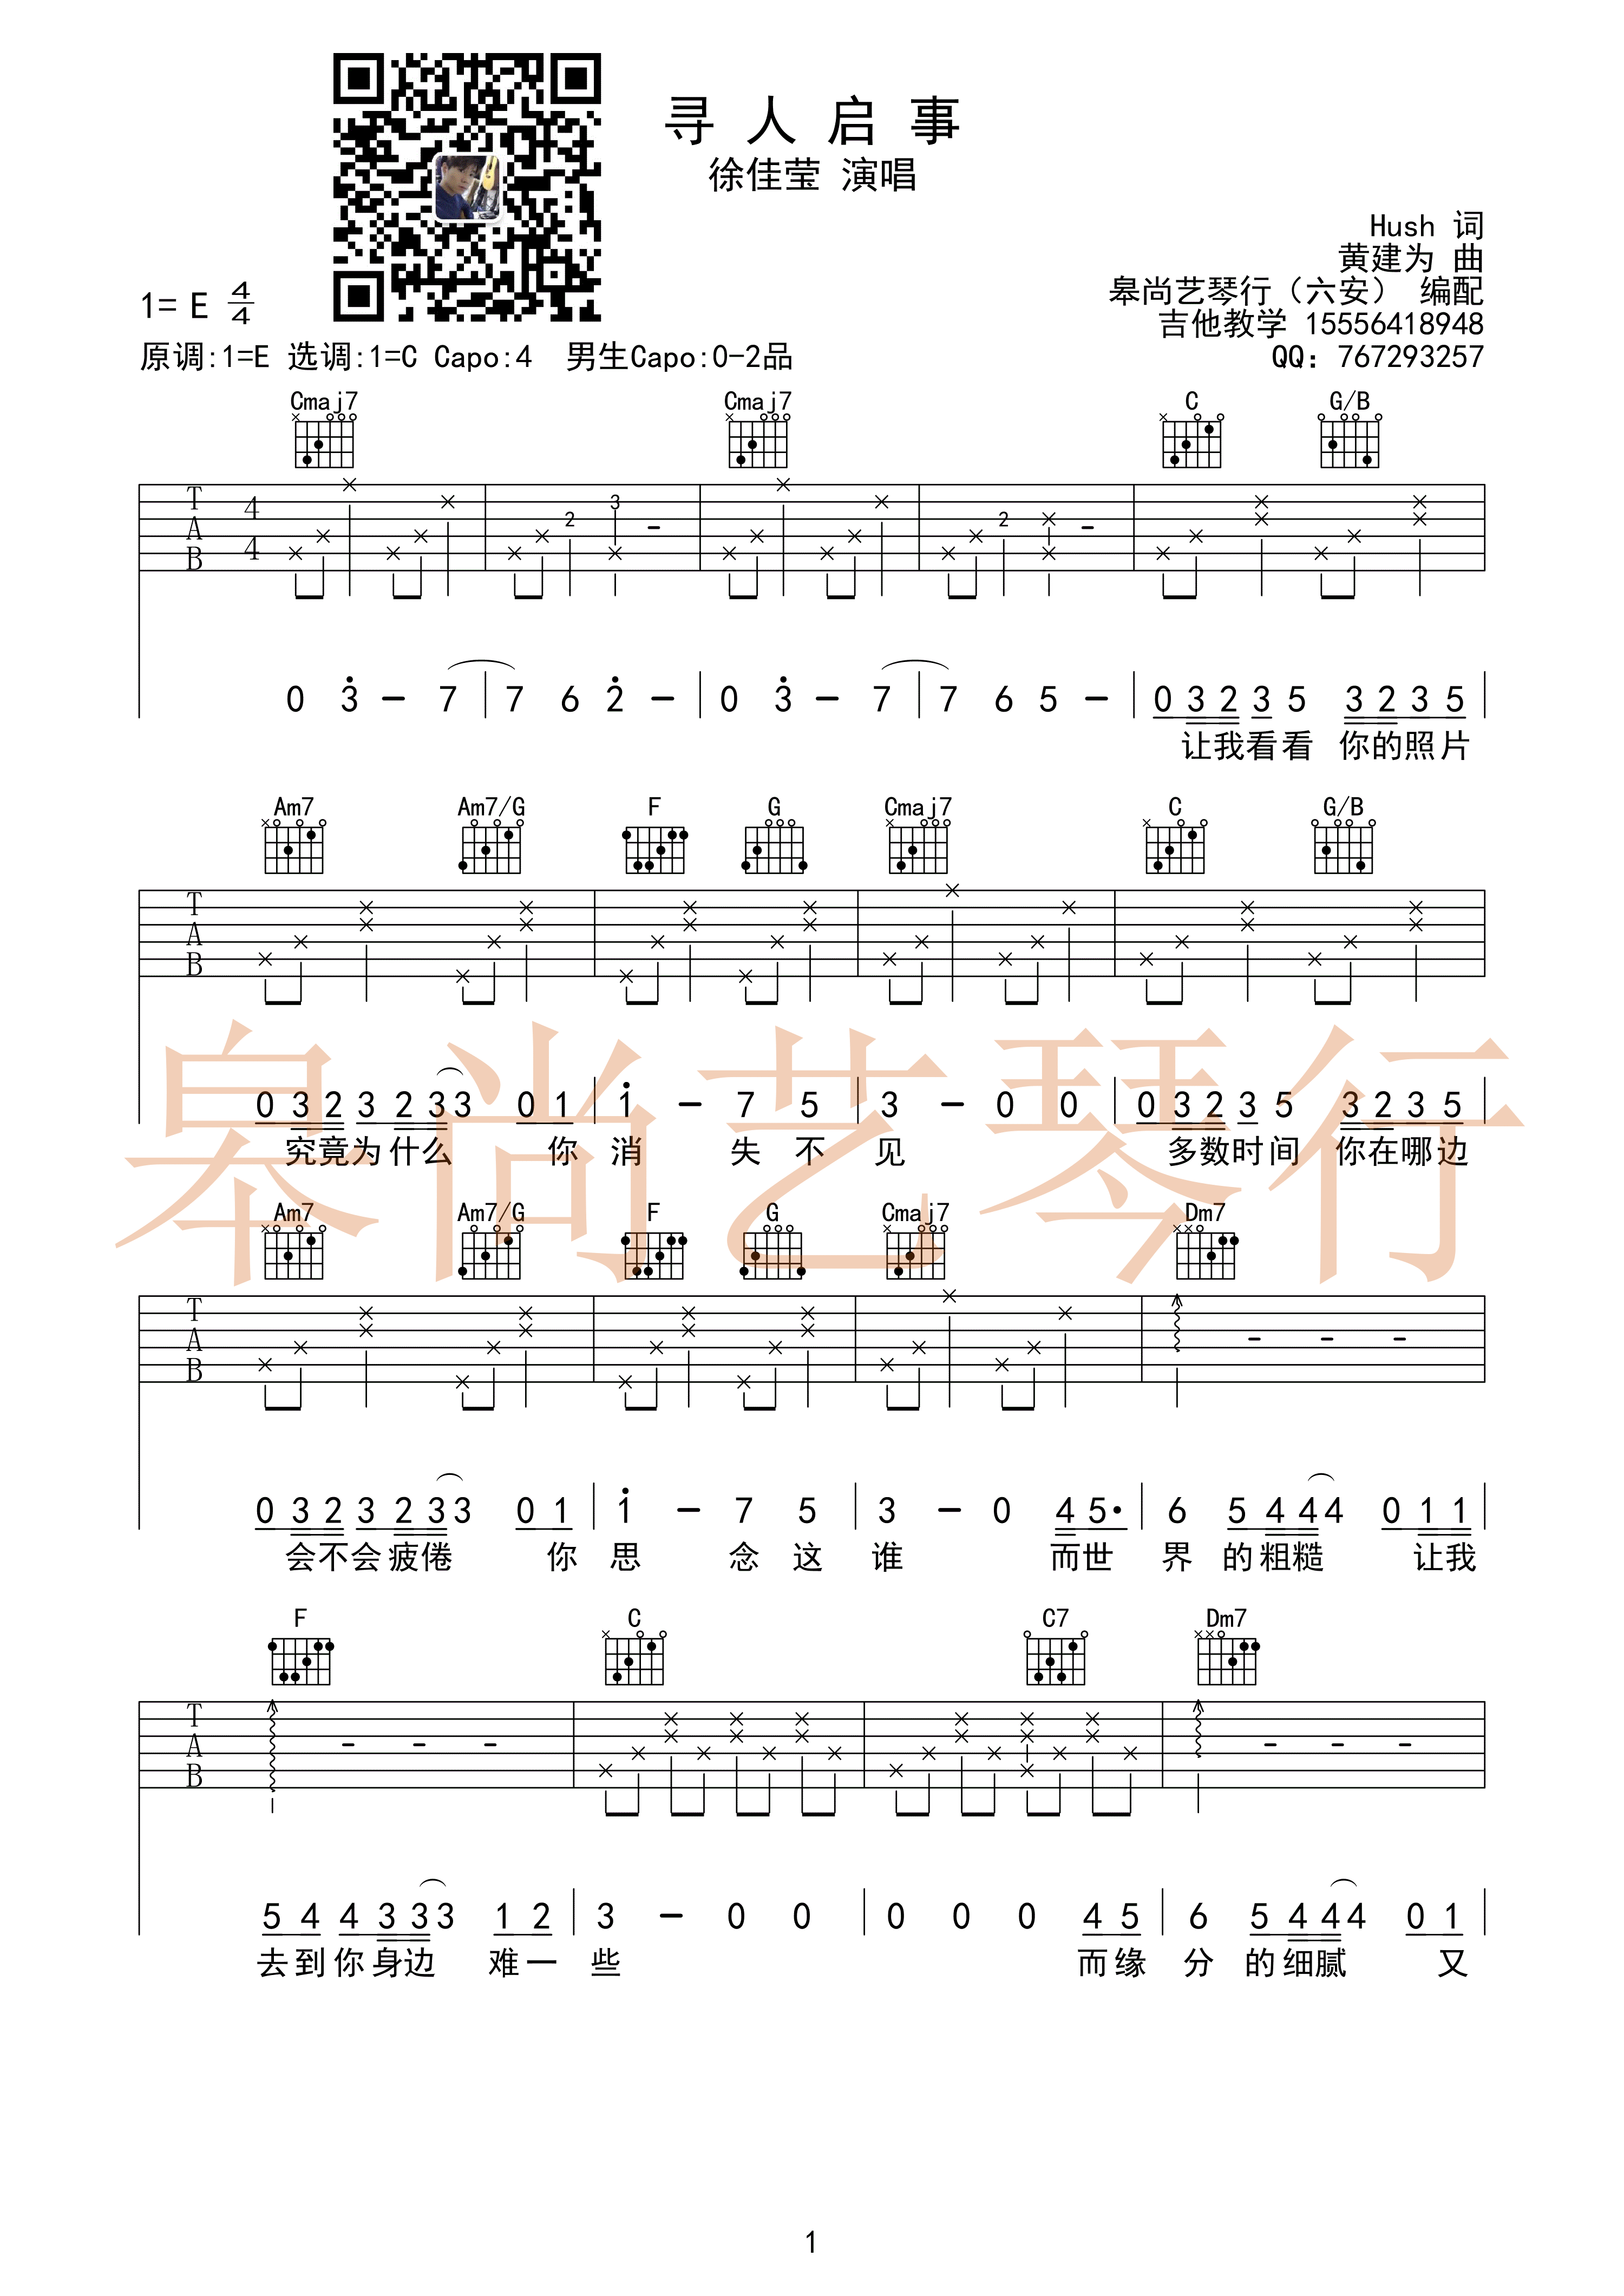 寻人启事
徐佳莹 演唱
Hush 词
黄建为 曲
皋尚艺琴行（六安） 编配
吉他教学 15556418948
QQ: 767293257
1= E 4/4
原调:1=E 选调:1=C Capo:4 男生Capo:0-2品
Cmaj7 Cmaj7 C G/B
T A B 4 4 2 3 2
0 3 - 7 | 7 6 2 - | 0 3 - 7 | 7 6 5 - | 0 3 2 3 5 3 2 3 5 |
让我看看 你的照片
Am7 Am7/G F G Cmaj7 C G/B
T A B
0 3 2 3 2 3 3 0 1 | 1 - 7 5 | 3 - 0 0 | 0 3 2 3 5 3 2 3 5 |
究竟为什么 你 消 失 不 见 多数时间 你在哪边
皋尚艺琴行
Am7 Am7/G F G Cmaj7 Dm7
T A B - - -
0 3 2 3 2 3 3 0 1 | 1 - 7 5 | 3 - 0 4 5· | 6 5 4 4 4 0 1 1 |
会不会疲倦 你 思 念这 谁 而世 界 的粗糙 让我
F C C7 Dm7
T A B - - - - - -
5 4 4 3 3 3 1 2 | 3 - 0 0 | 0 0 0 4 5 | 6 5 4 4 4 0 1 |
去到你身边 难一 些 而缘 分 的细腻 又
1